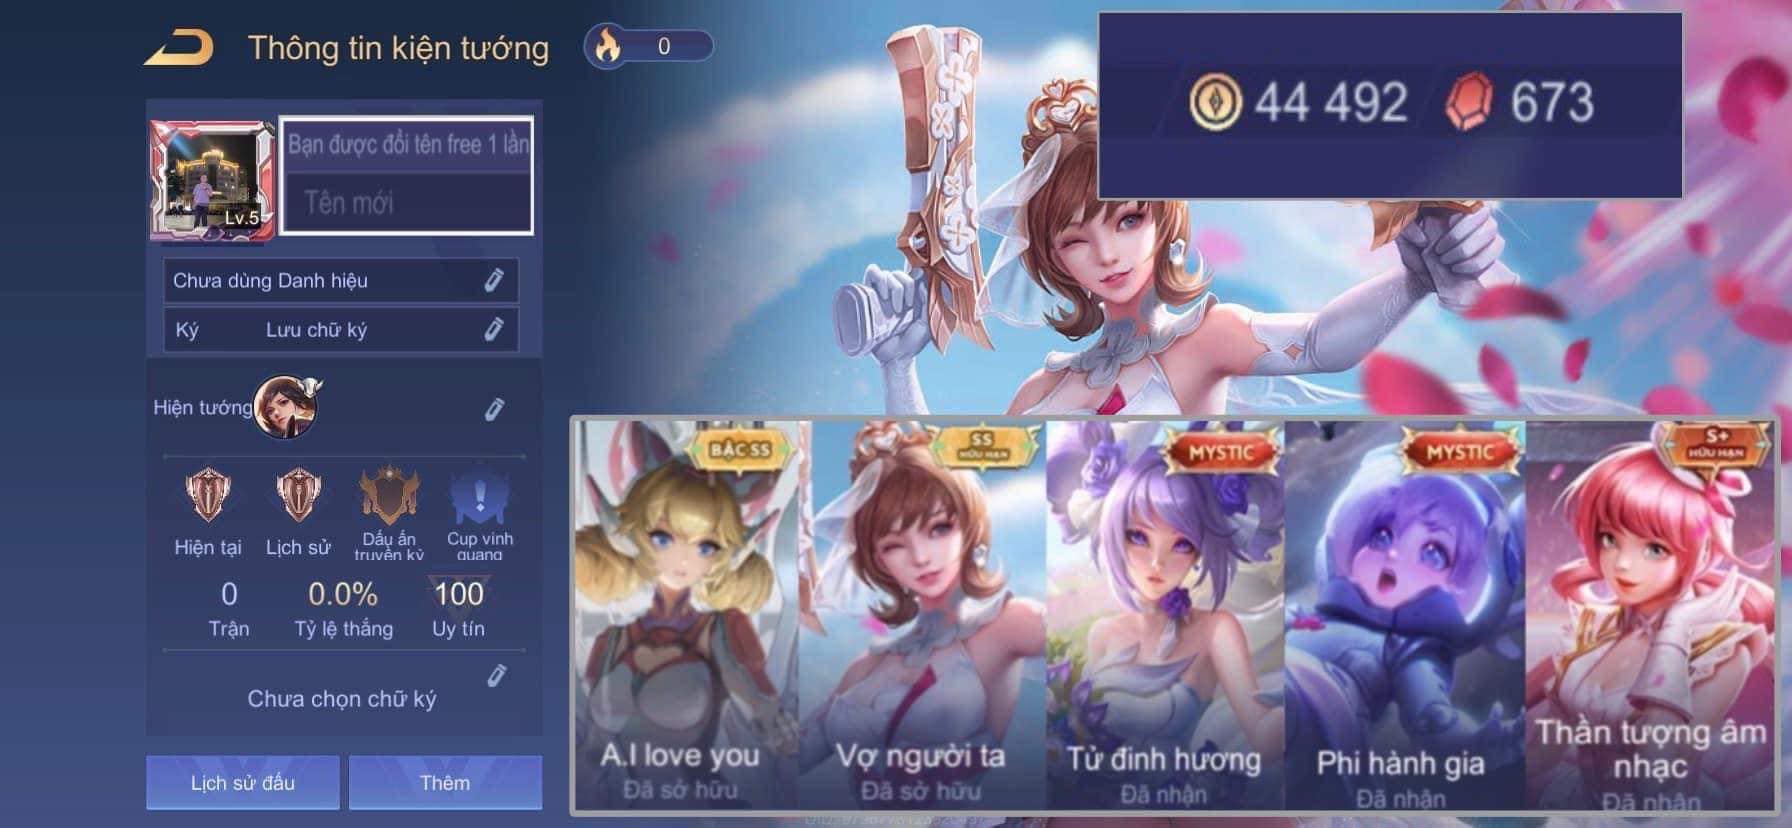 Thông tin kiện tướng
0
44 492
673
Bạn được đổi tên free 1 lần
Tên mới
Lv.5
Chưa dùng Danh hiệu
Ký Lưu chữ ký
Hiện tướng
Hiện tại
Lịch sử
Dấu ấn
truyền kỳ
Cup vinh
quang
0
Trận
0.0%
Tỷ lệ thắng
100
Uy tín
Chưa chọn chữ ký
Lịch sử đấu
Thêm
BẬC SS
A.I love you
Đã sở hữu
SS
HỮU HẠN
Vợ người ta
Đã sở hữu
MYSTIC
Tử đinh hương
Đã nhận
MYSTIC
Phi hành gia
Đã nhận
S+
HỮU HẠN
Thần tượng âm
nhạc
Đã nhận